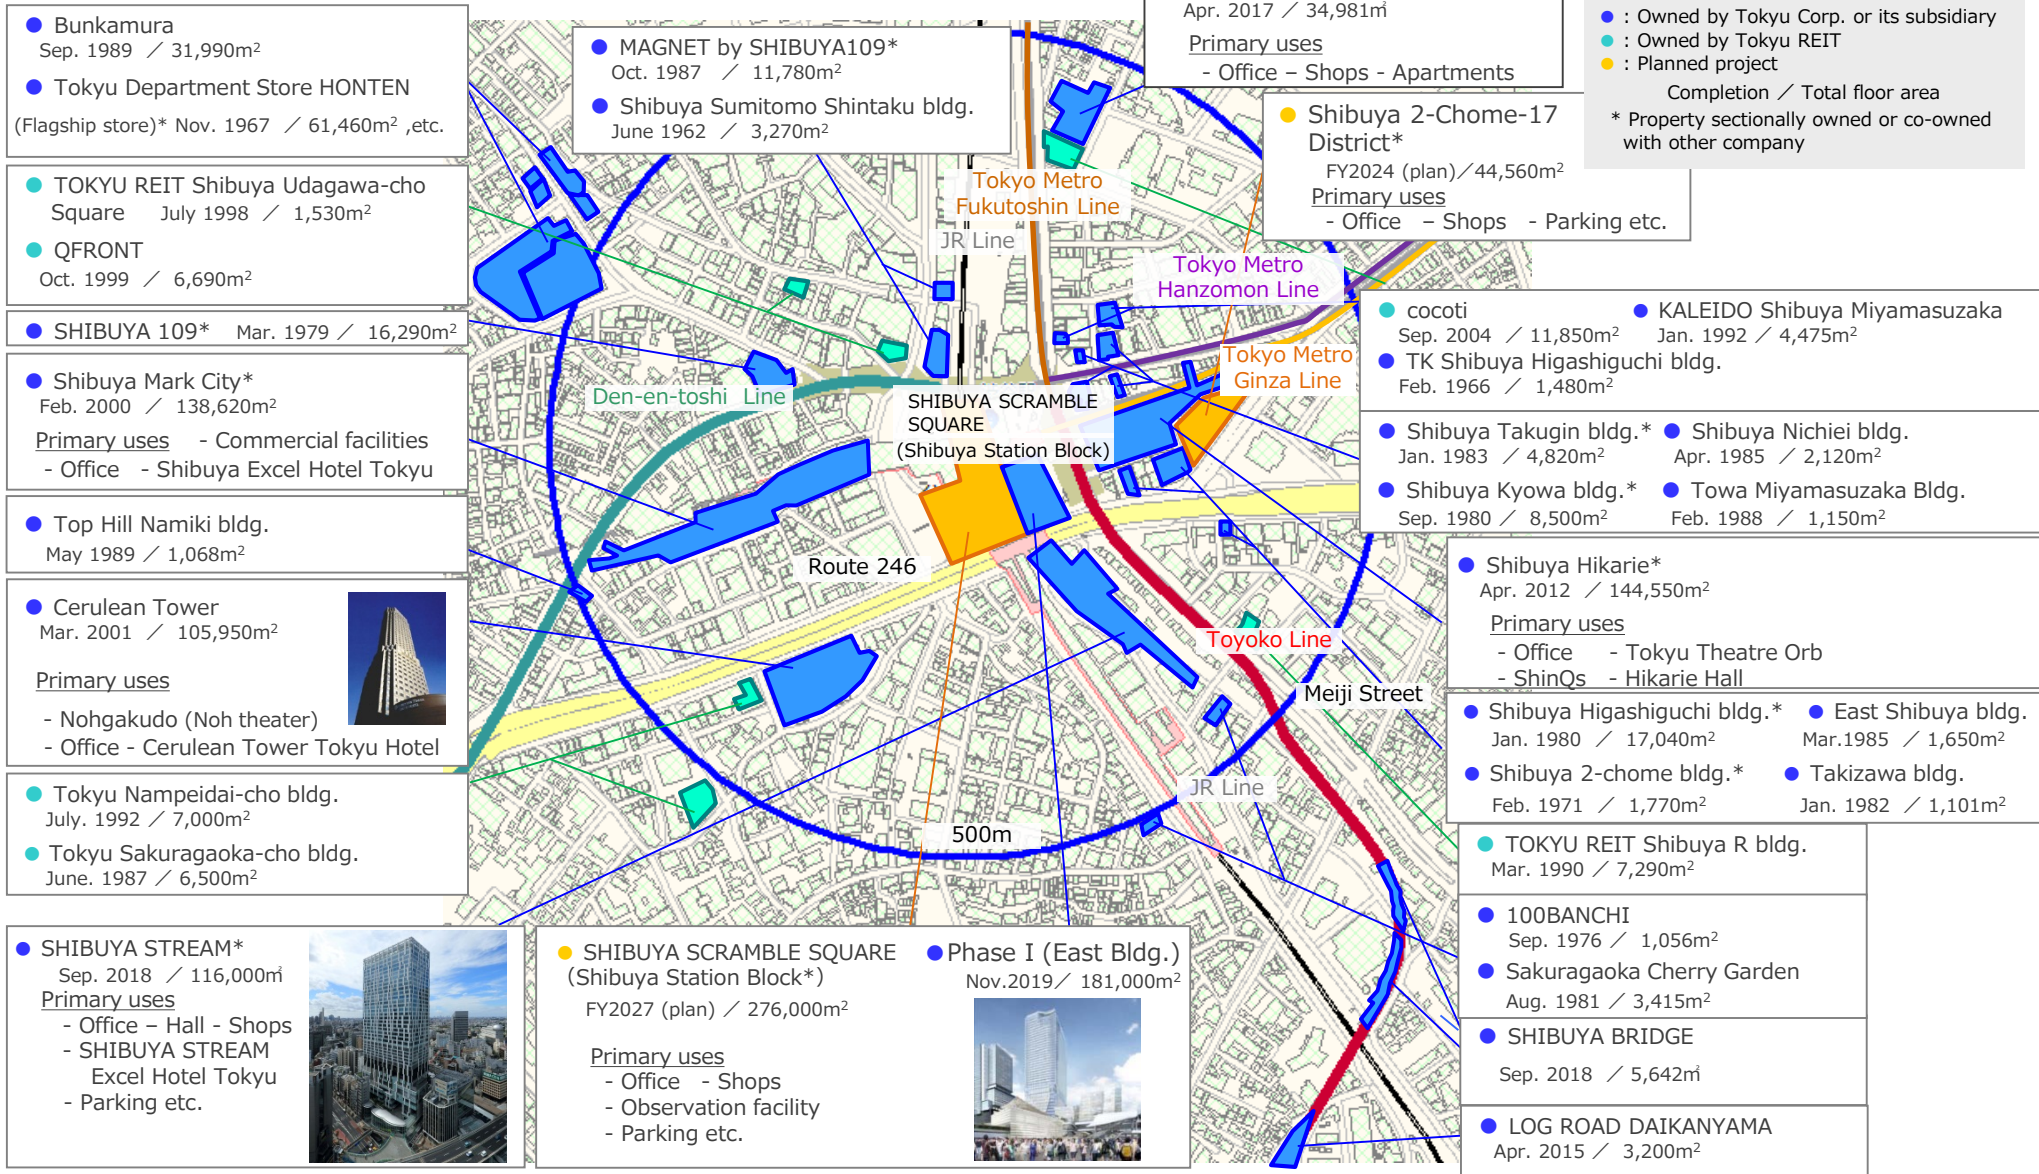 Bunkamura
Sep. 1989 ／ 31,990m²
Tokyu Department Store HONTEN
(Flagship store)* Nov. 1967 ／ 61,460m² ,etc.
TOKYU REIT Shibuya Udagawa-cho
Square July 1998 ／ 1,530m²
QFRONT
Oct. 1999 ／ 6,690m²
SHIBUYA 109* Mar. 1979 ／ 16,290m²
Shibuya Mark City*
Feb. 2000 ／ 138,620m²
Primary uses - Commercial facilities
- Office - Shibuya Excel Hotel Tokyu
Top Hill Namiki bldg.
May 1989 ／ 1,068m²
Cerulean Tower
Mar. 2001 ／ 105,950m²
Primary uses
- Nohgakudo (Noh theater)
- Office - Cerulean Tower Tokyu Hotel
Tokyu Nampeidai-cho bldg.
July. 1992 ／ 7,000m²
Tokyu Sakuragaoka-cho bldg.
June. 1987 ／ 6,500m²
SHIBUYA STREAM*
Sep. 2018 ／ 116,000㎡
Primary uses
- Office – Hall - Shops
- SHIBUYA STREAM
Excel Hotel Tokyu
- Parking etc.
MAGNET by SHIBUYA109*
Oct. 1987 ／ 11,780m²
Shibuya Sumitomo Shintaku bldg.
June 1962 ／ 3,270m²
Apr. 2017 ／ 34,981㎡
Primary uses
- Office – Shops - Apartments
Shibuya 2-Chome-17
District*
FY2024 (plan)／44,560m²
Primary uses
- Office – Shops - Parking etc.
: Owned by Tokyu Corp. or its subsidiary
: Owned by Tokyu REIT
: Planned project
Completion ／ Total floor area
* Property sectionally owned or co-owned
with other company
Tokyo Metro
Fukutoshin Line
JR Line
Tokyo Metro
Hanzomon Line
Tokyo Metro
Ginza Line
Den-en-toshi Line
SHIBUYA SCRAMBLE
SQUARE
(Shibuya Station Block)
Route 246
Toyoko Line
Meiji Street
JR Line
500m
cocoti
Sep. 2004 ／ 11,850m²
KALEIDO Shibuya Miyamasuzaka
Jan. 1992 ／ 4,475m²
TK Shibuya Higashiguchi bldg.
Feb. 1966 ／ 1,480m²
Shibuya Takugin bldg.*
Jan. 1983 ／ 4,820m²
Shibuya Nichiei bldg.
Apr. 1985 ／ 2,120m²
Shibuya Kyowa bldg.*
Sep. 1980 ／ 8,500m²
Towa Miyamasuzaka Bldg.
Feb. 1988 ／ 1,150m²
Shibuya Hikarie*
Apr. 2012 ／ 144,550m²
Primary uses
- Office - Tokyu Theatre Orb
- ShinQs - Hikarie Hall
Shibuya Higashiguchi bldg.*
Jan. 1980 ／ 17,040m²
East Shibuya bldg.
Mar.1985 ／ 1,650m²
Shibuya 2-chome bldg.*
Feb. 1971 ／ 1,770m²
Takizawa bldg.
Jan. 1982 ／ 1,101m²
TOKYU REIT Shibuya R bldg.
Mar. 1990 ／ 7,290m²
100BANCHI
Sep. 1976 ／ 1,056m²
Sakuragaoka Cherry Garden
Aug. 1981 ／ 3,415m²
SHIBUYA BRIDGE
Sep. 2018 ／ 5,642㎡
LOG ROAD DAIKANYAMA
Apr. 2015 ／ 3,200m²
SHIBUYA SCRAMBLE SQUARE
(Shibuya Station Block*)
FY2027 (plan) ／ 276,000m²
Primary uses
- Office - Shops
- Observation facility
- Parking etc.
Phase I (East Bldg.)
Nov.2019／ 181,000m²